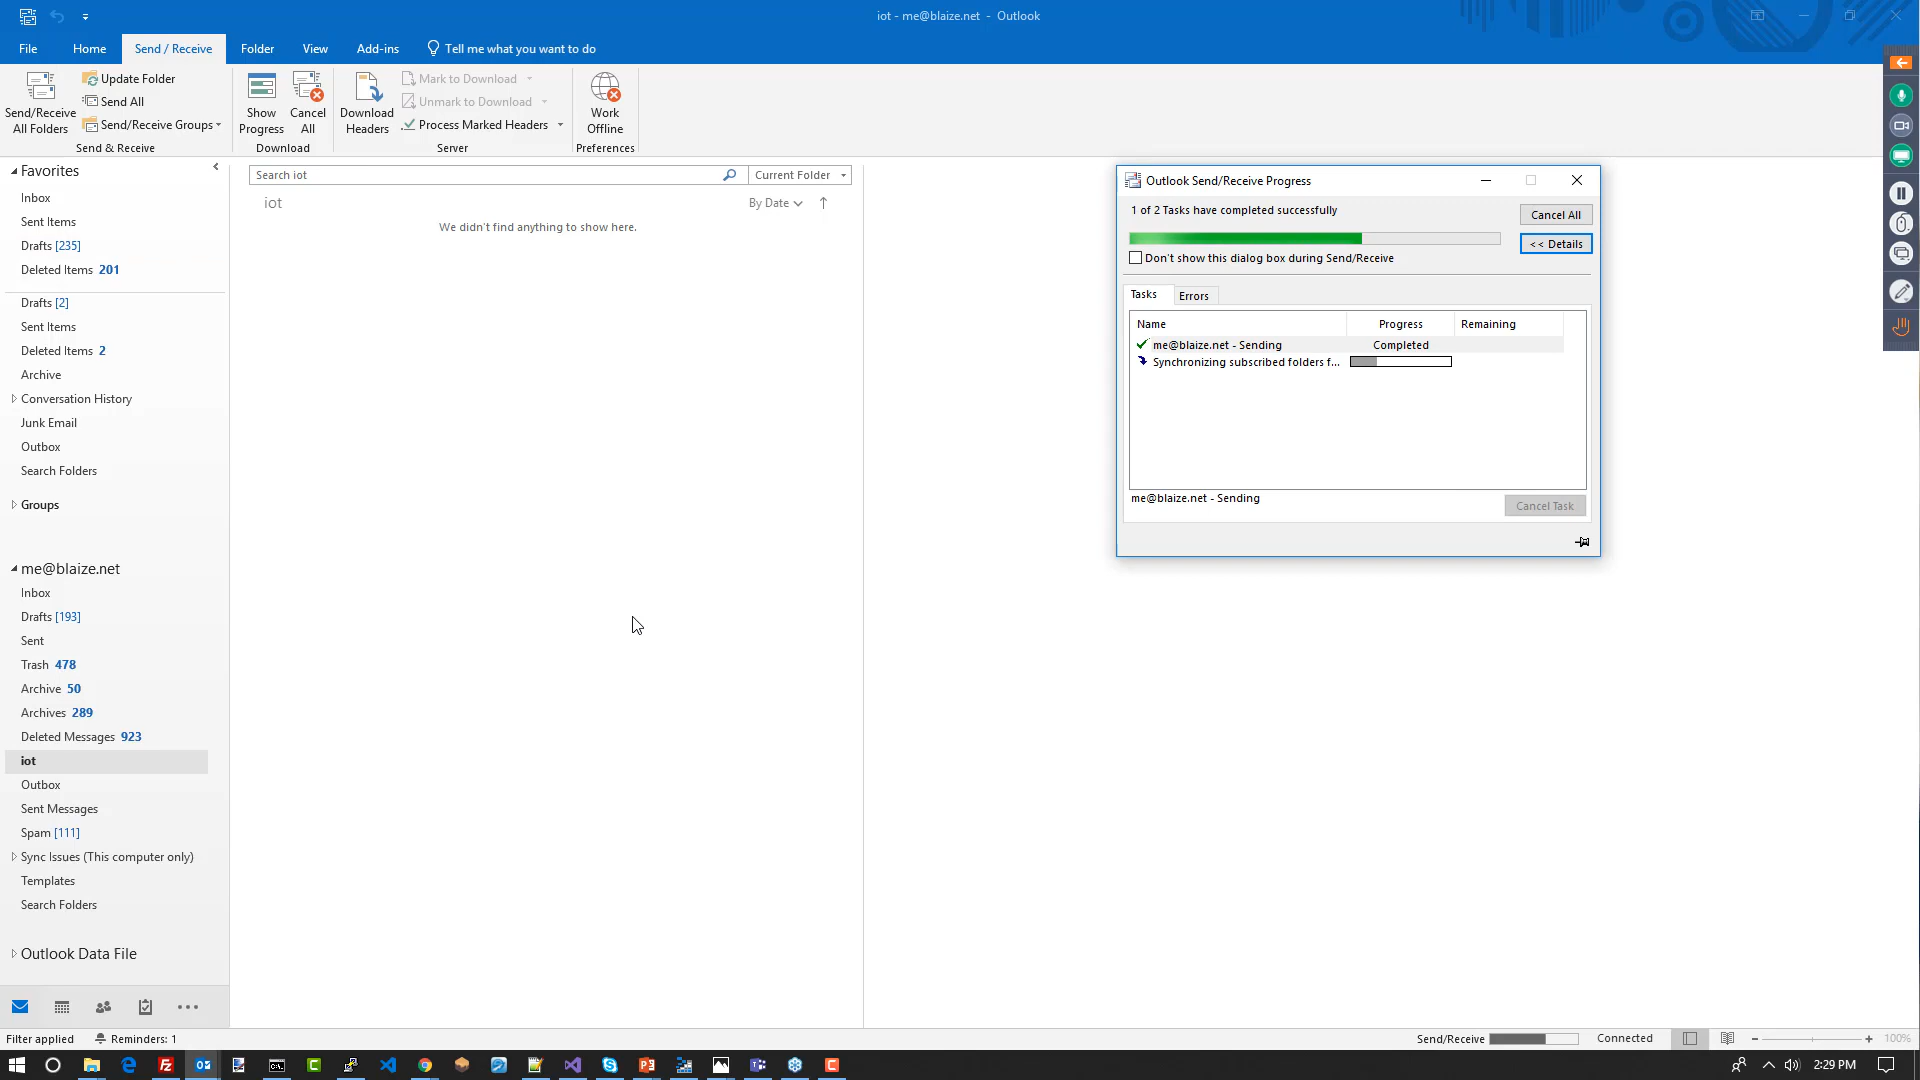 iot - me@blaize.net - Outlook
File Home Send / Receive Folder View Add-ins Tell me what you want to do
Send/Receive All Folders
Update Folder
Send All
Send/Receive Groups
Send & Receive
Show Progress
Cancel All
Download
Download Headers
Mark to Download
Unmark to Download
Process Marked Headers
Server
Work Offline
Preferences
Favorites
Inbox
Sent Items
Drafts [235]
Deleted Items 201
Drafts [2]
Sent Items
Deleted Items 2
Archive
Conversation History
Junk Email
Outbox
Search Folders
Groups
me@blaize.net
Inbox
Drafts [193]
Sent
Trash 478
Archive 50
Archives 289
Deleted Messages 923
iot
Outbox
Sent Messages
Spam [111]
Sync Issues (This computer only)
Templates
Search Folders
Outlook Data File
Search iot
Current Folder
iot
By Date
We didn't find anything to show here.
Outlook Send/Receive Progress
1 of 2 Tasks have completed successfully
Cancel All
<< Details
Don't show this dialog box during Send/Receive
Tasks Errors
Name Progress Remaining
me@blaize.net - Sending Completed
Synchronizing subscribed folders f...
me@blaize.net - Sending
Cancel Task
Filter applied Reminders: 1
Send/Receive Connected 100%
2:29 PM